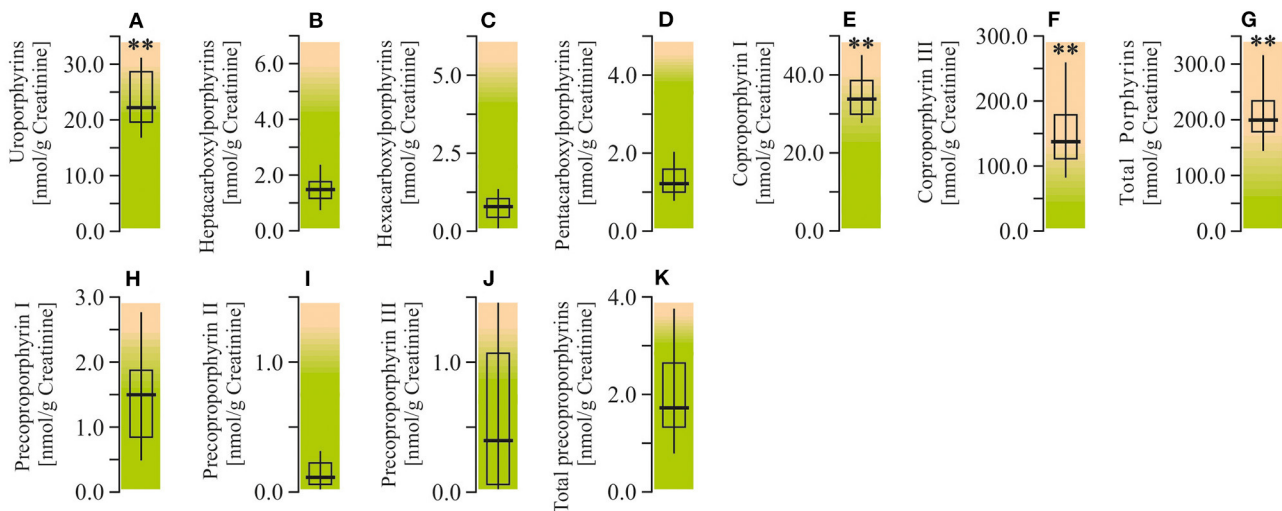 A
Uroporphyrins
[nmol/g Creatinine]
30.0
20.0
10.0
0.0
**
B
Heptacarboxylporphyrins
[nmol/g Creatinine]
6.0
4.0
2.0
0.0
C
Hexacarboxylporphyrins
[nmol/g Creatinine]
5.0
0.0
D
Pentacarboxylporphyrins
[nmol/g Creatinine]
4.0
2.0
0.0
E
Coproporphyrin I
[nmol/g Creatinine]
40.0
20.0
0.0
**
F
Coproporphyrin III
[nmol/g Creatinine]
300.0
200.0
100.0
0.0
**
G
Total Porphyrins
[nmol/g Creatinine]
300.0
200.0
100.0
0.0
**
H
Precoproporphyrin I
[nmol/g Creatinine]
3.0
2.0
1.0
0.0
I
Precoproporphyrin II
[nmol/g Creatinine]
1.0
0.0
J
Precoproporphyrin III
[nmol/g Creatinine]
1.0
0.0
K
Total precoproporphyrins
[nmol/g Creatinine]
4.0
2.0
0.0